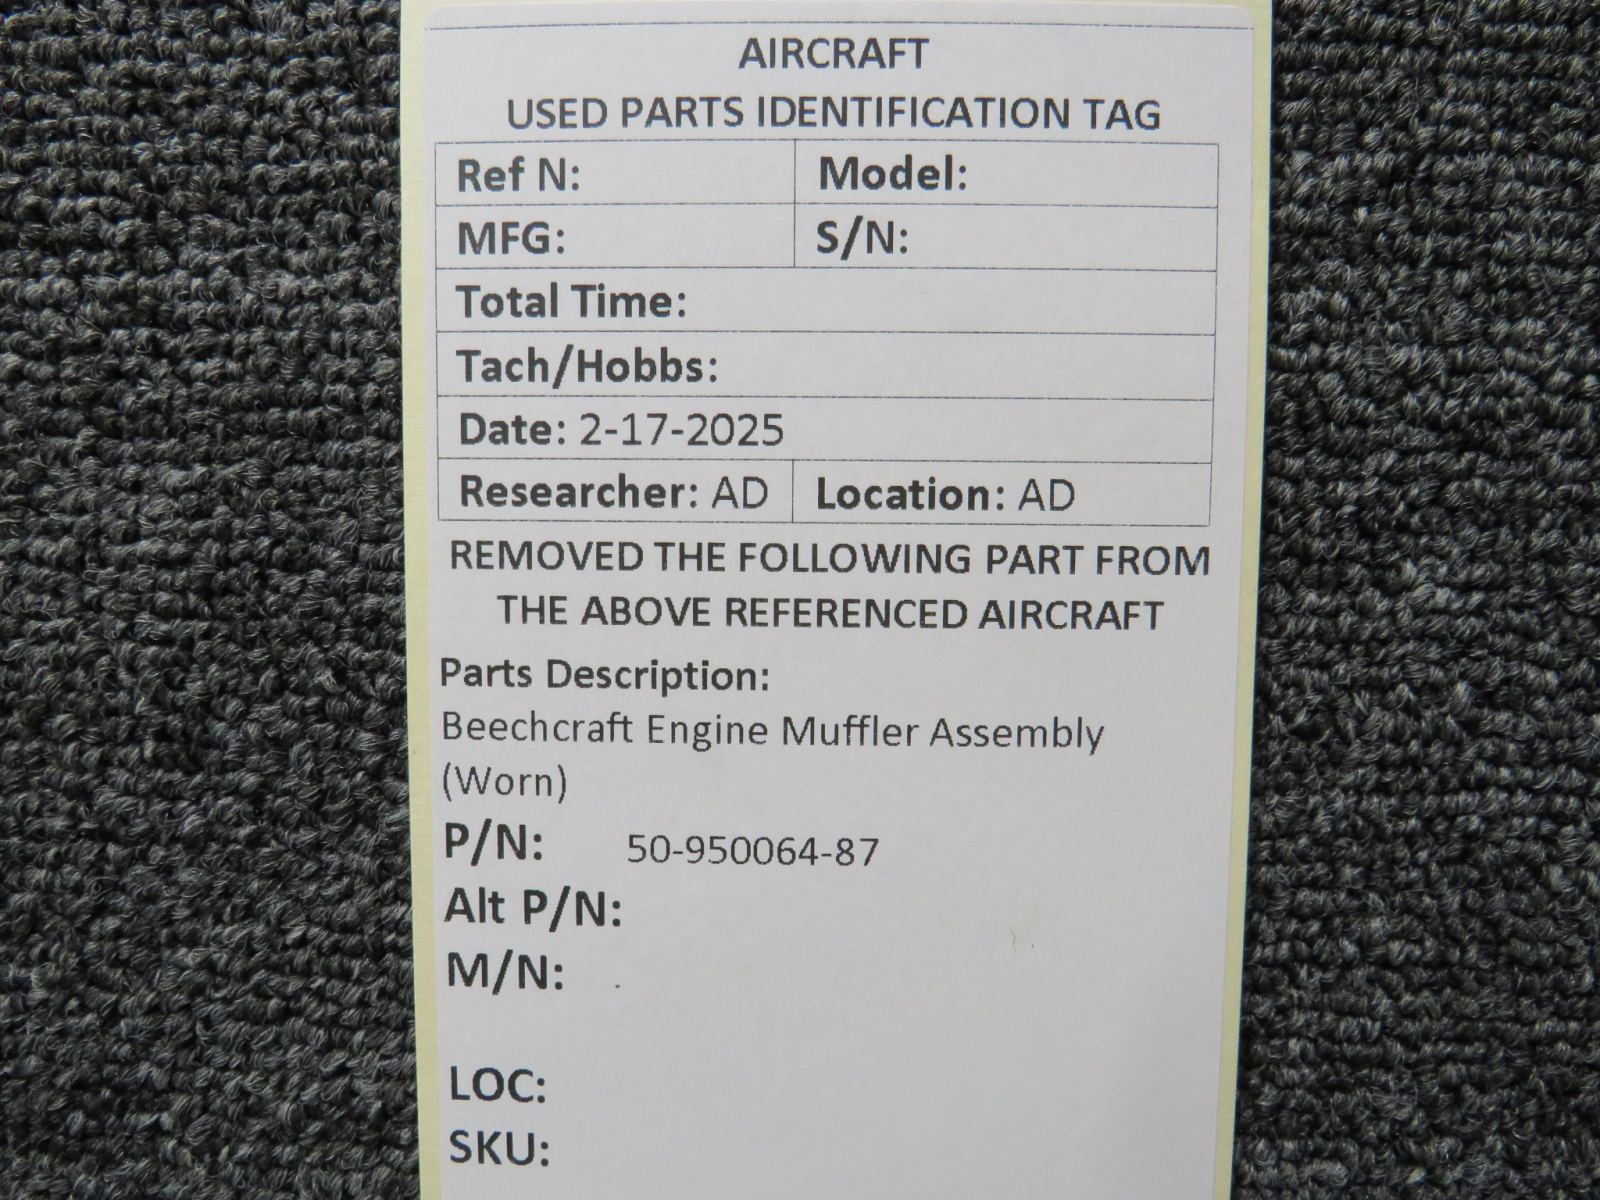 AIRCRAFT
USED PARTS IDENTIFICATION TAG
Ref N: Model:
MFG: S/N:
Total Time:
Tach/Hobbs:
Date: 2-17-2025
Researcher: AD Location: AD
REMOVED THE FOLLOWING PART FROM
THE ABOVE REFERENCED AIRCRAFT
Parts Description:
Beechcraft Engine Muffler Assembly
(Worn)
P/N: 50-950064-87
Alt P/N:
M/N:
LOC:
SKU: